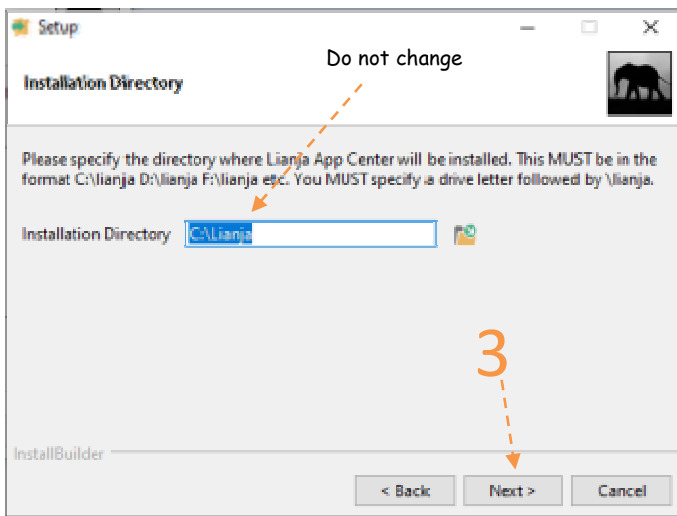 Setup
Do not change
Installation Directory
Please specify the directory where Lianja App Center will be installed. This MUST be in the
format C:\lianja D:\lianja F:\lianja etc. You MUST specify a drive letter followed by \lianja.
Installation Directory C:\Lianja
3
InstallBuilder
< Back Next > Cancel